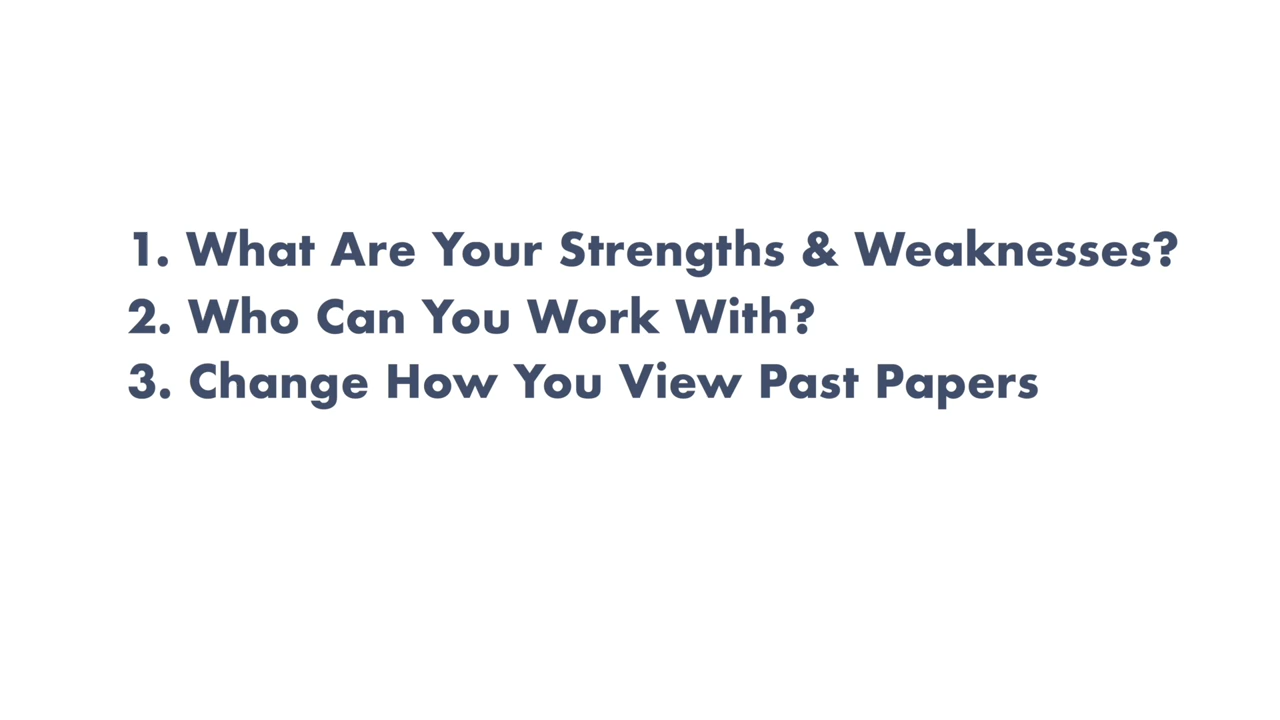 1. What Are Your Strengths & Weaknesses?
2. Who Can You Work With?
3. Change How You View Past Papers